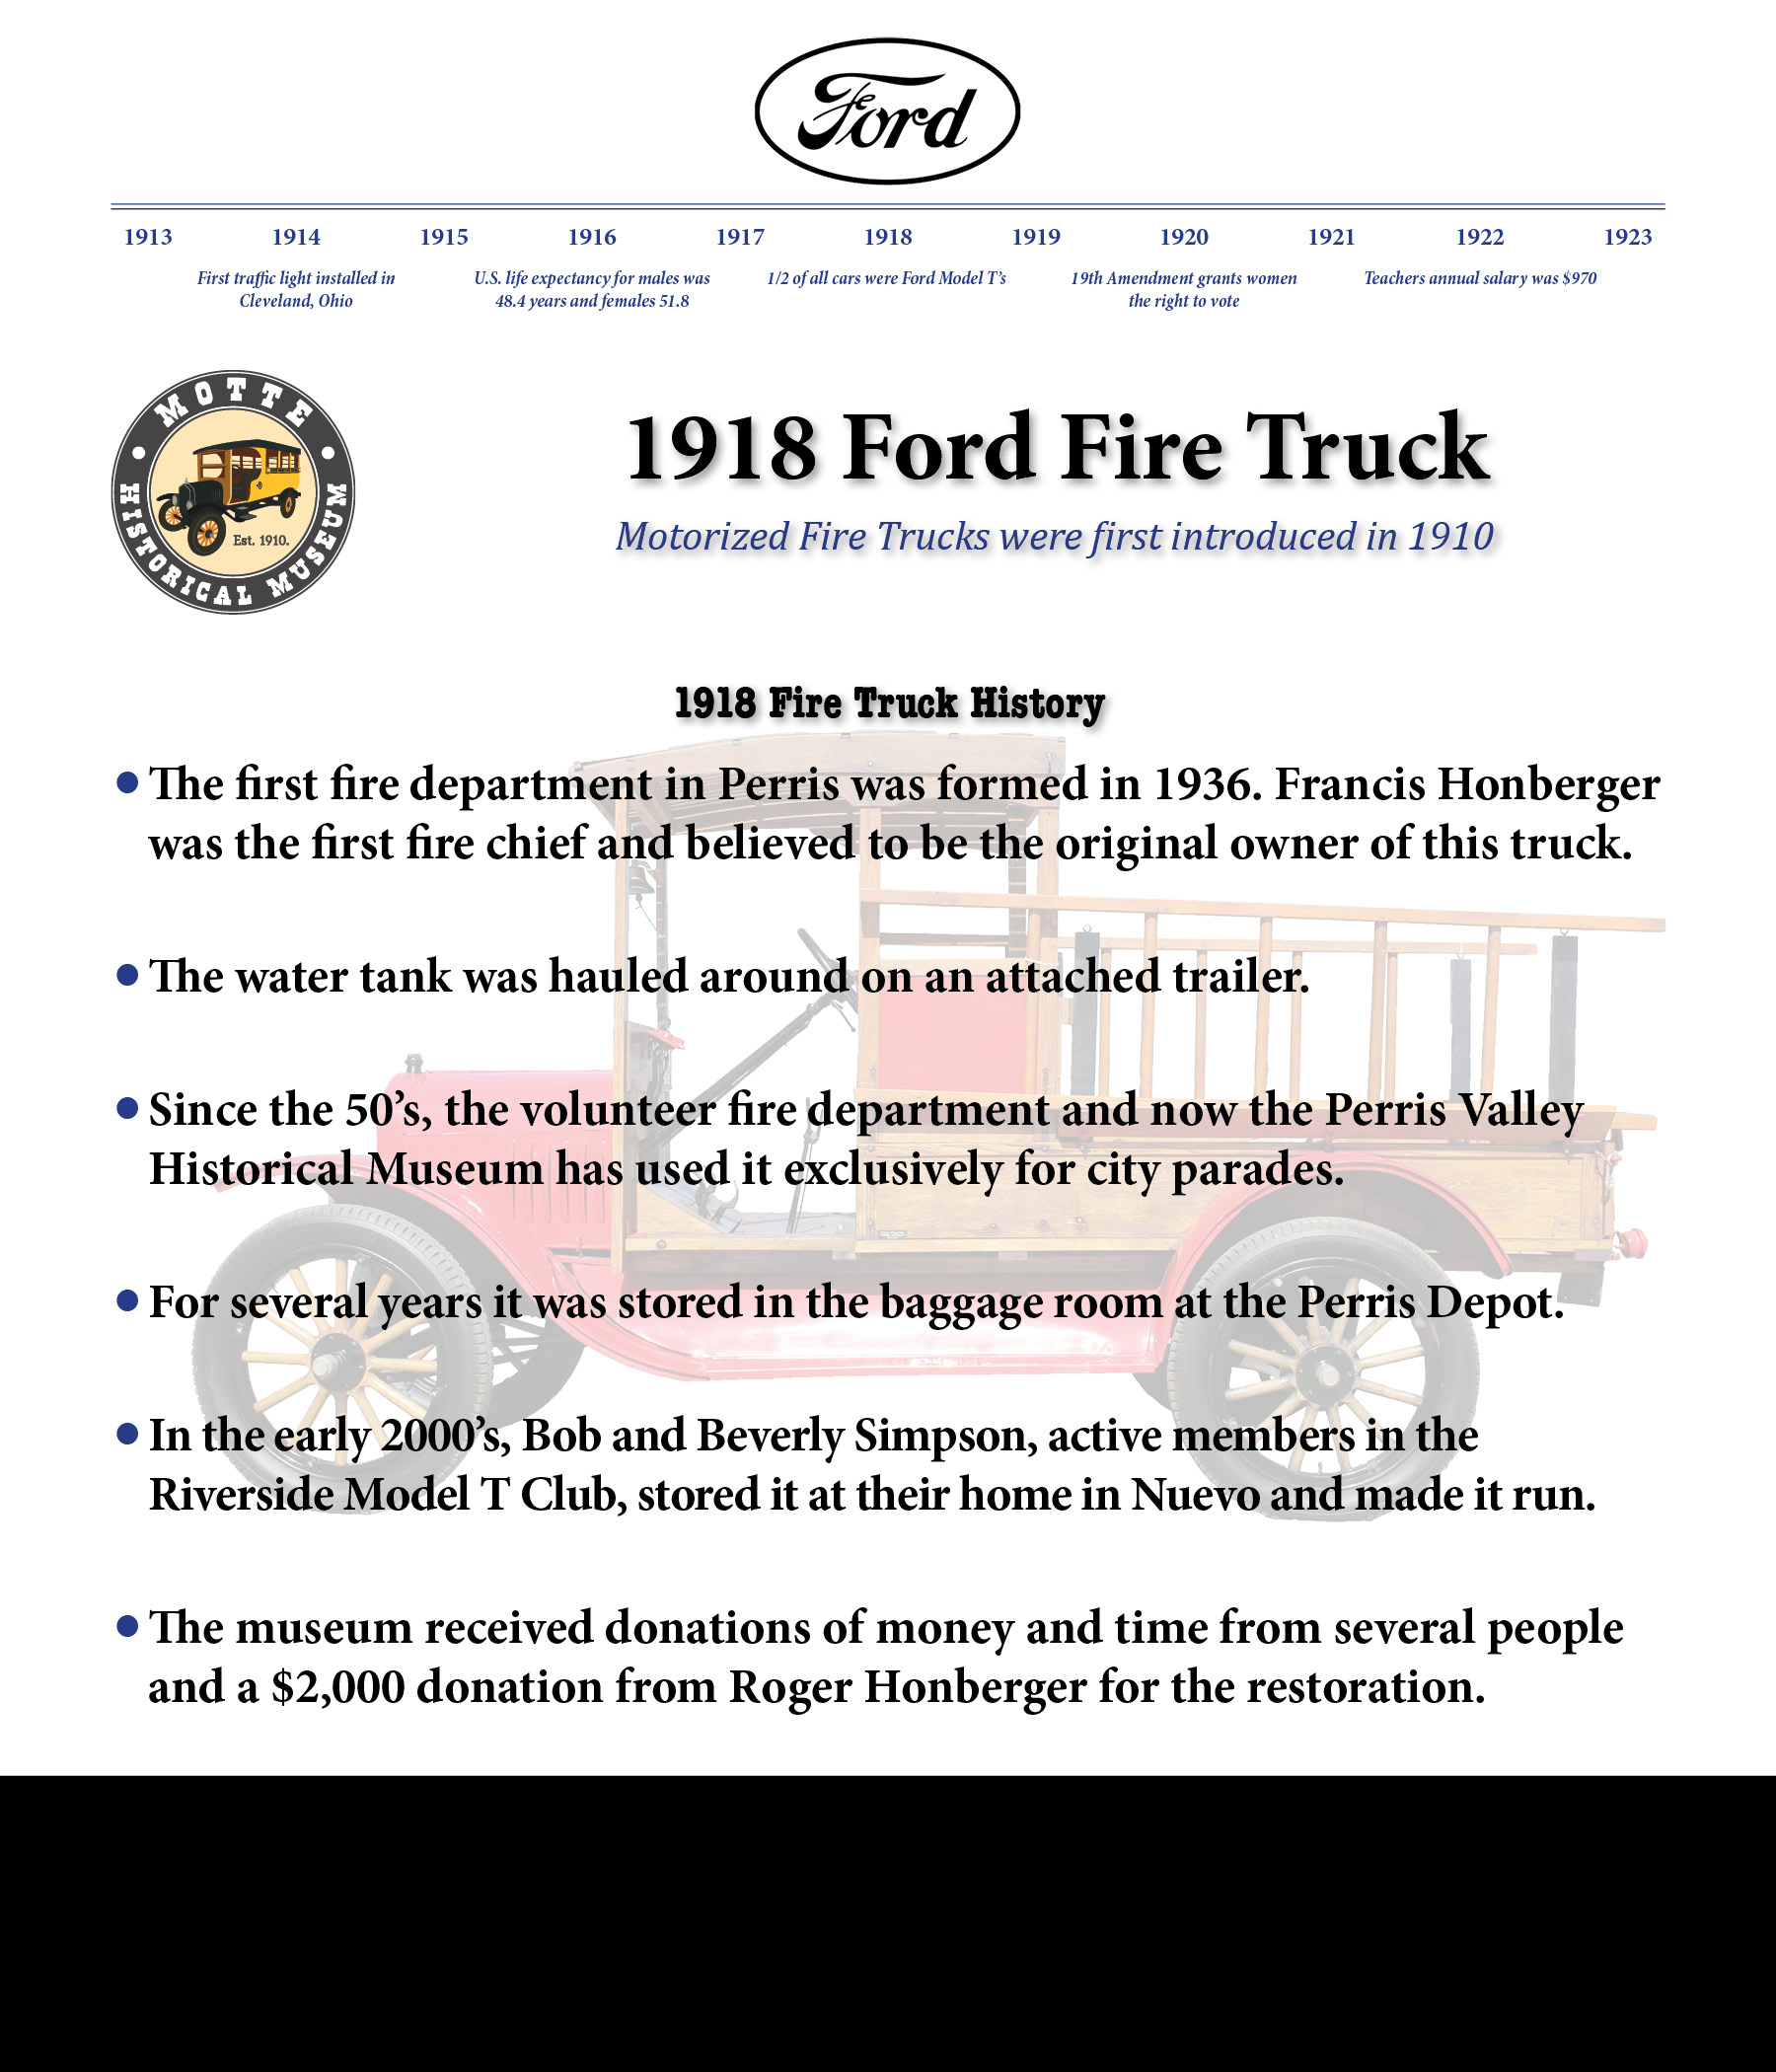 Ford
1913 1914 1915 1916 1917 1918 1919 1920 1921 1922 1923
First traffic light installed in
Cleveland, Ohio
U.S. life expectancy for males was
48.4 years and females 51.8
1/2 of all cars were Ford Model T’s
19th Amendment grants women
the right to vote
Teachers annual salary was $970
MOTTE
HISTORICAL MUSEUM
Est. 1910.
1918 Ford Fire Truck
Motorized Fire Trucks were first introduced in 1910
1918 Fire Truck History
• The first fire department in Perris was formed in 1936. Francis Honberger
was the first fire chief and believed to be the original owner of this truck.
• The water tank was hauled around on an attached trailer.
• Since the 50’s, the volunteer fire department and now the Perris Valley
Historical Museum has used it exclusively for city parades.
• For several years it was stored in the baggage room at the Perris Depot.
• In the early 2000’s, Bob and Beverly Simpson, active members in the
Riverside Model T Club, stored it at their home in Nuevo and made it run.
• The museum received donations of money and time from several people
and a $2,000 donation from Roger Honberger for the restoration.